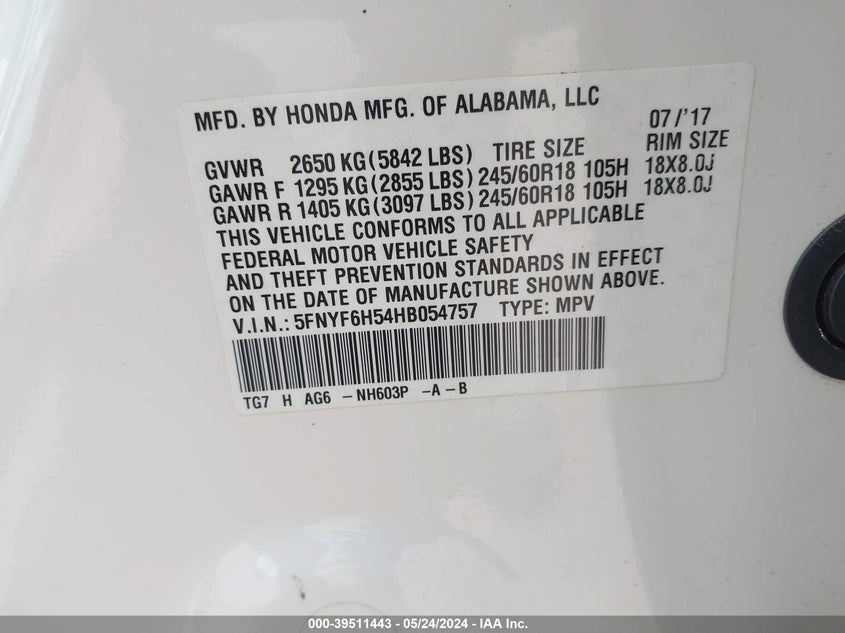 MFD. BY HONDA MFG. OF ALABAMA, LLC 07/'17
GVWR 2650 KG(5842 LBS) TIRE SIZE RIM SIZE
GAWR F 1295 KG(2855 LBS) 245/60R18 105H 18X8.0J
GAWR R 1405 KG(3097 LBS) 245/60R18 105H 18X8.0J
THIS VEHICLE CONFORMS TO ALL APPLICABLE
FEDERAL MOTOR VEHICLE SAFETY
AND THEFT PREVENTION STANDARDS IN EFFECT
ON THE DATE OF MANUFACTURE SHOWN ABOVE.
V.I.N.: 5FNYF6H54HB054757 TYPE: MPV
TG7 H AG6 -NH603P -A-B
000-39511443 - 05/24/2024 - IAA Inc.